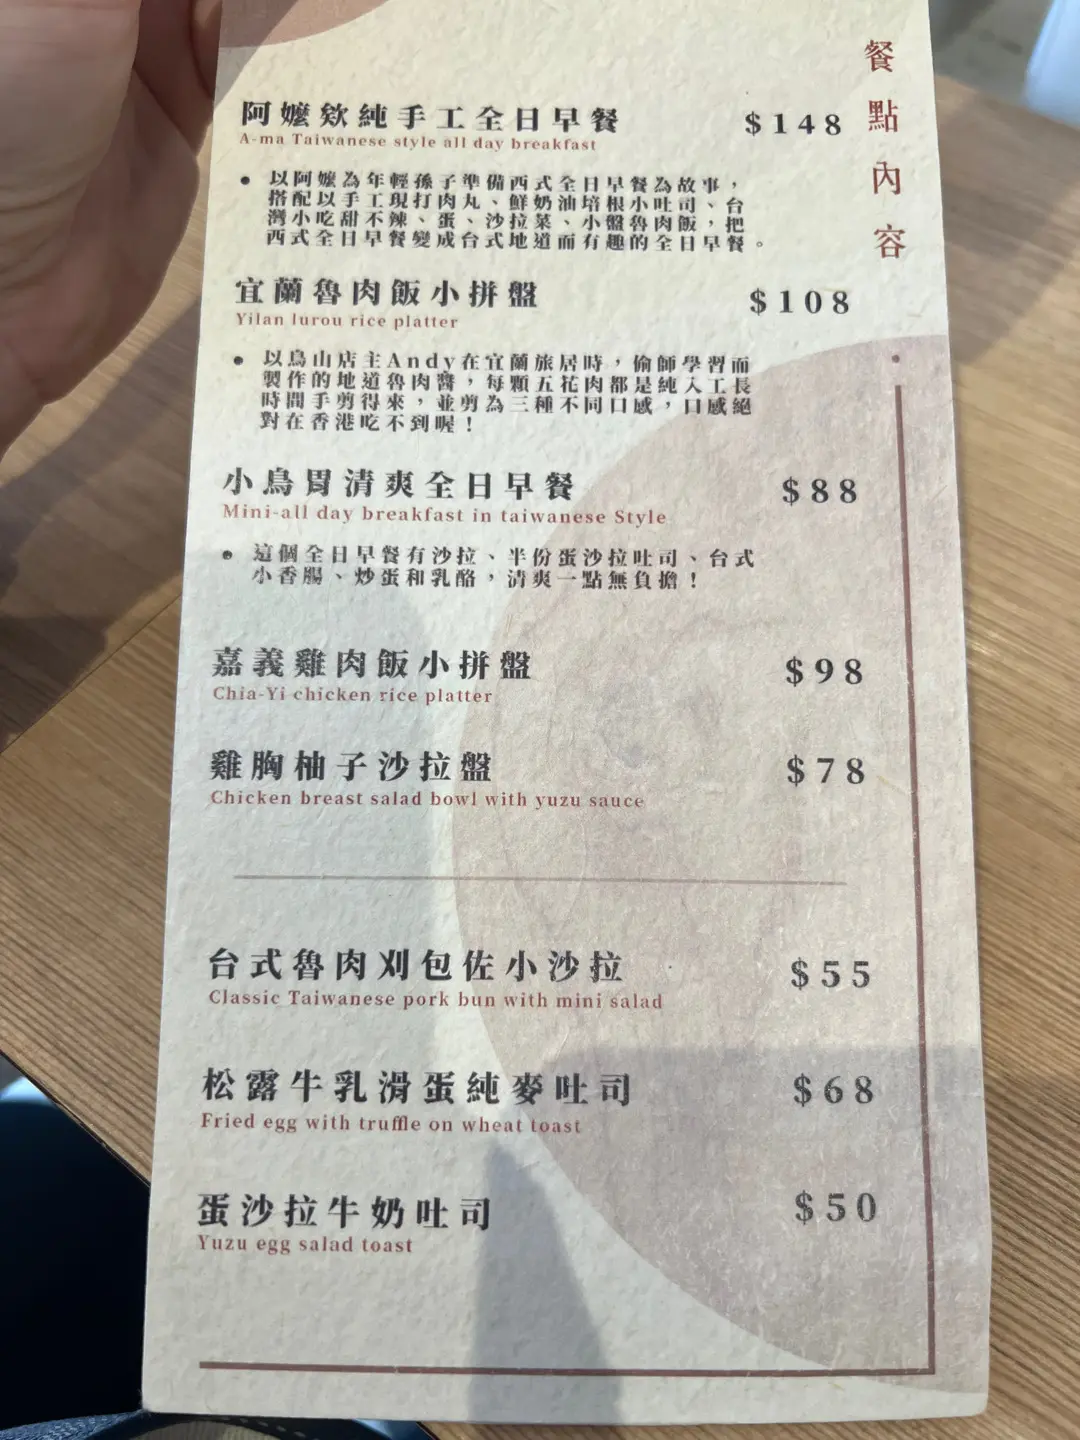 餐點內容
阿嬤欸純手工全日早餐 $148
A-ma Taiwanese style all day breakfast
• 以阿嬤為年輕孫子準備西式全日早餐為故事，
搭配以手工現打肉丸、鮮奶油培根小吐司、台
灣小吃甜不辣、蛋、沙拉菜、小盤魯肉飯，把
西式全日早餐變成台式地道而有趣的全日早餐。
宜蘭魯肉飯小拼盤 $108
Yilan lurou rice platter
• 以鳥山店主Andy在宜蘭旅居時，偷師學習而
製作的地道魯肉醬，每顆五花肉都是純人工長
時間手剪得來，並剪為三種不同口感，口感絕
對在香港吃不到喔！
小鳥胃清爽全日早餐 $88
Mini-all day breakfast in taiwanese Style
• 這個全日早餐有沙拉、半份蛋沙拉吐司、台式
小香腸、炒蛋和乳酪，清爽一點無負擔！
嘉義雞肉飯小拼盤 $98
Chia-Yi chicken rice platter
雞胸柚子沙拉盤 $78
Chicken breast salad bowl with yuzu sauce
台式魯肉刈包佐小沙拉 $55
Classic Taiwanese pork bun with mini salad
松露牛乳滑蛋純麥吐司 $68
Fried egg with truffle on wheat toast
蛋沙拉牛奶吐司 $50
Yuzu egg salad toast